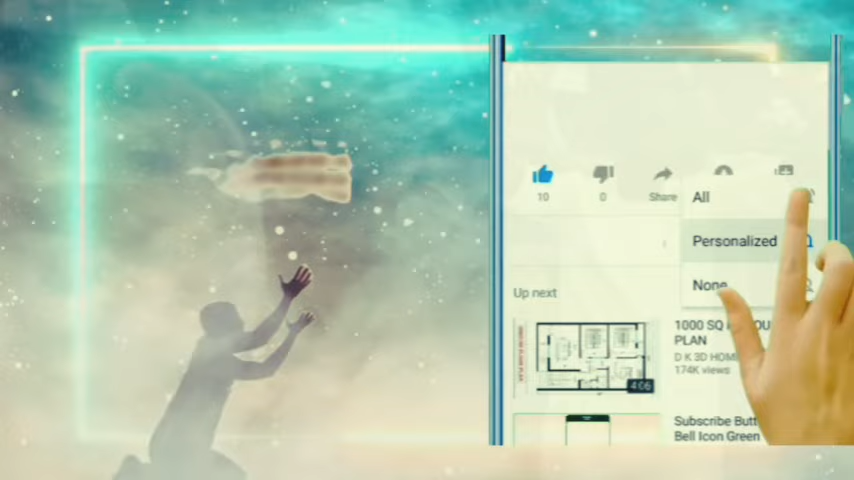 10
0
Share
All
Personalized
None
Up next
1000 SQ
PLAN
D K 3D HOM
174K views
4:06
Subscribe Butt
Bell Icon Green